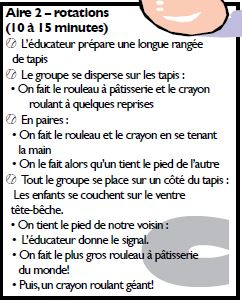 Aire 2 – rotations
(10 à 15 minutes)
L'éducateur prépare une longue rangée
de tapis
Le groupe se disperse sur les tapis :
• On fait le rouleau à pâtisserie et le crayon
roulant à quelques reprises
En paires :
• On fait le rouleau et le crayon en se tenant
la main
• On le fait alors qu'un tient le pied de l'autre
Tout le groupe se place sur un côté du tapis :
Les enfants se couchent sur le ventre
tête-bêche.
• On tient le pied de notre voisin :
• L'éducateur donne le signal.
• On fait le plus gros rouleau à pâtisserie
du monde!
• Puis, un crayon roulant géant!